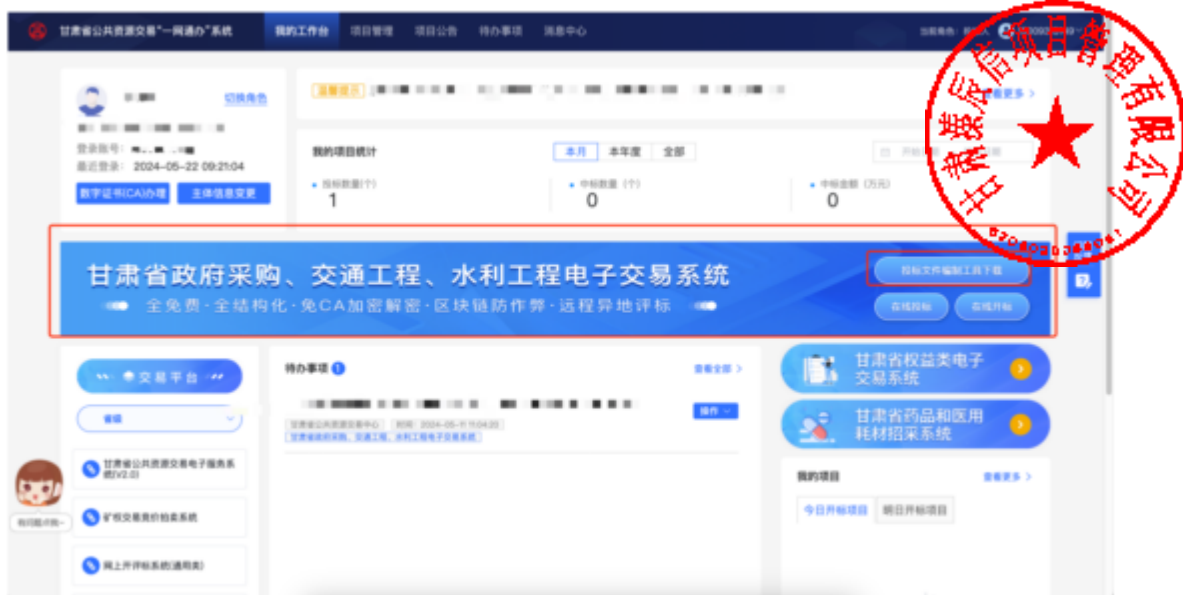 甘肃省公共资源交易“一网通办”系统
我的工作台 项目管理 项目公告 待办事项 消息中心
切换角色
温馨提示
查看更多 >
登录账号:
最近登录: 2024-05-22 09:21:04
数字证书(CA)办理 主体信息变更
我的项目统计
本月 本年度 全部
投标数量(个)
1
中标数量 (个)
0
中标金额 (万元)
0
甘肃省政府采购、交通工程、水利工程电子交易系统
全免费·全结构化·免CA加密解密·区块链防作弊·远程异地评标
投标文件编制工具下载
在线投标 在线开标
交易平台
省级
甘肃省公共资源交易电子服务系
统(V2.0)
矿权交易竞价拍卖系统
网上开评标系统(通用类)
有问题点我~
待办事项 1
查看全部 >
操作
甘肃省公共资源交易中心 时间: 2024-05-11 11:04:20
甘肃省政府采购、交通工程、水利工程电子交易系统
甘肃省权益类电子
交易系统
甘肃省药品和医用
耗材招采系统
我的项目
查看更多 >
今日开标项目 明日开标项目